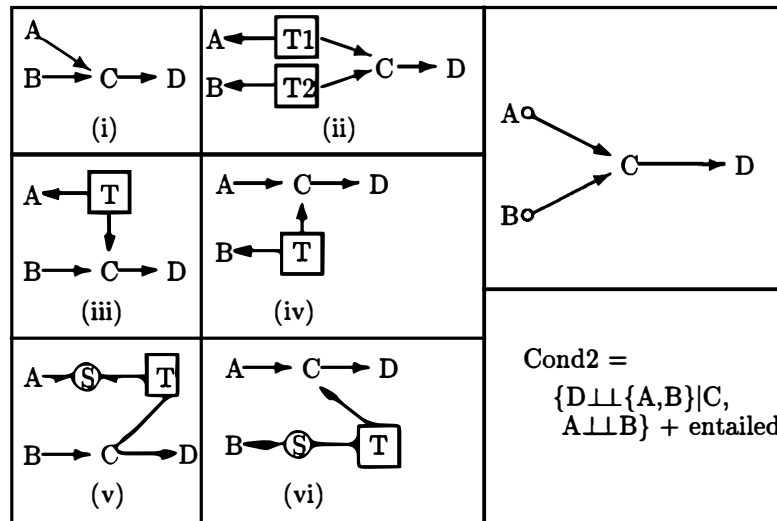 A
B C D
(i)
A T1
C D
B T2
(ii)
A T
B C D
(iii)
A C D
B T
(iv)
A S T
B C D
(v)
A C D
B S T
(vi)
A
C D
B
Cond2 =
{D⊥⊥{A,B}|C,
A⊥⊥B} + entailed